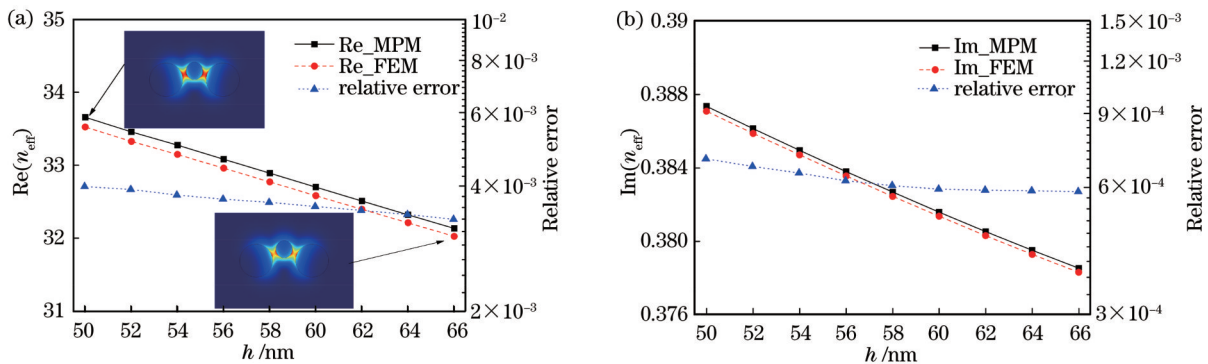 (a)
35
34
33
32
31
Re(n_eff)
Re_MPM
Re_FEM
relative error
10⁻²
8×10⁻³
6×10⁻³
4×10⁻³
2×10⁻³
Relative error
50 52 54 56 58 60 62 64 66
h /nm
(b)
0.39
0.388
0.384
0.380
0.376
Im(n_eff)
Im_MPM
Im_FEM
relative error
1.5×10⁻³
1.2×10⁻³
9×10⁻⁴
6×10⁻⁴
3×10⁻⁴
Relative error
50 52 54 56 58 60 62 64 66
h /nm